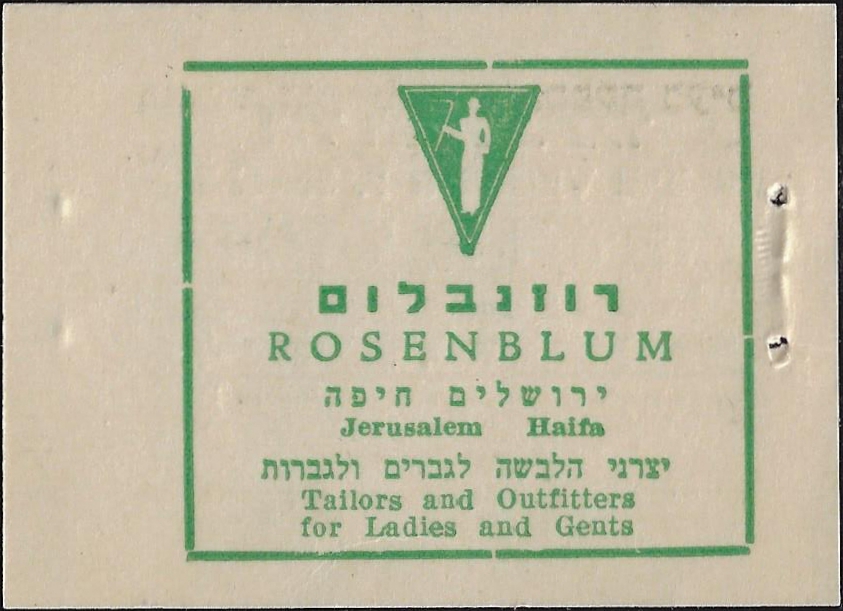 רוזנבלום
ROSENBLUM
ירושלים חיפה
Jerusalem Haifa
יצרני הלבשה לגברים ולגברות
Tailors and Outfitters
for Ladies and Gents